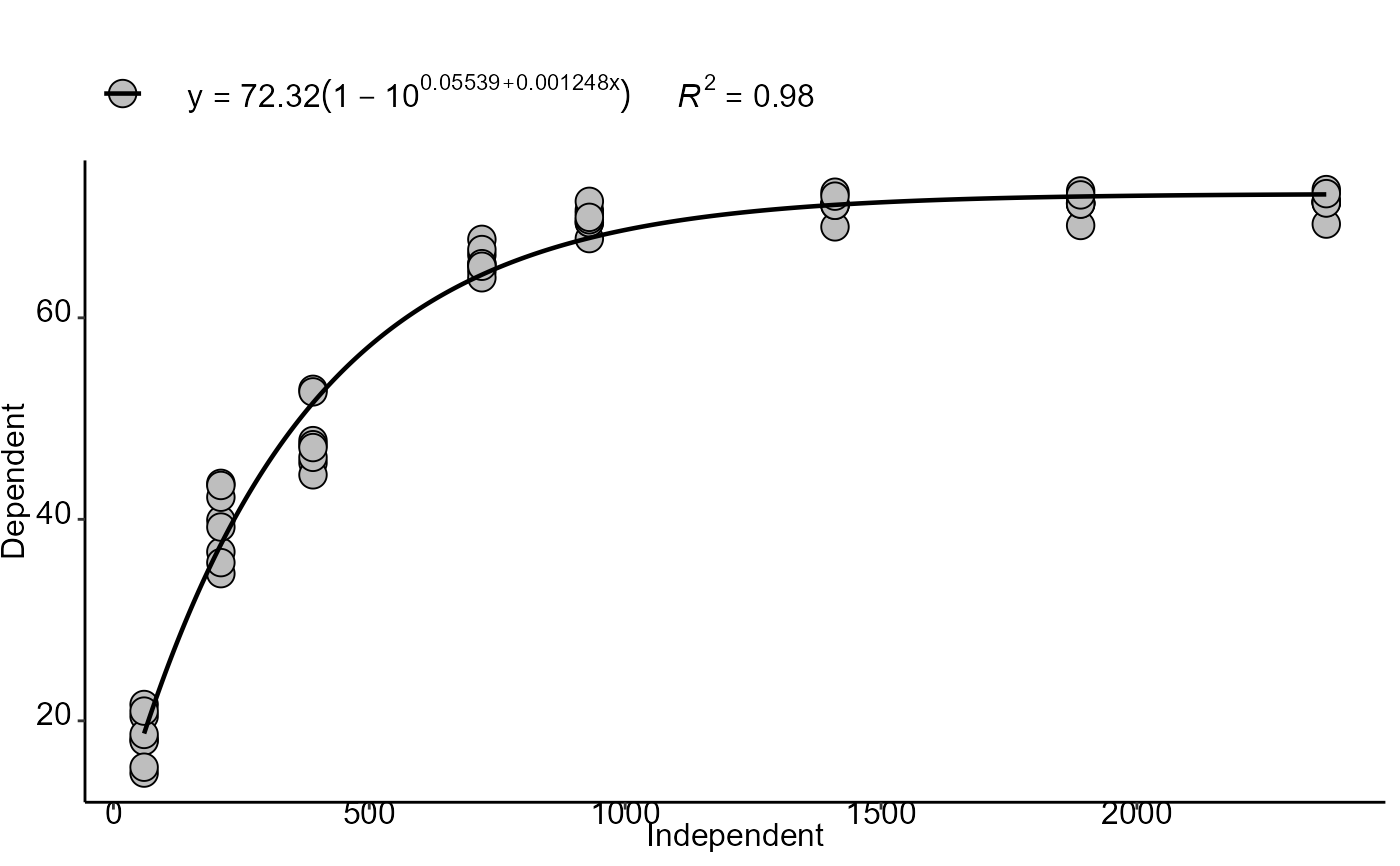 y = 72.32(1 − 10^0.05539+0.001248x) R^2 = 0.98
60
40
20
Dependent
0 500 1000 1500 2000
Independent